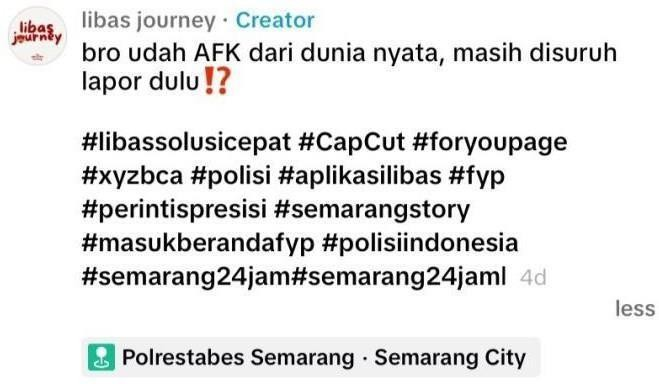 libas journey
libas journey · Creator
bro udah AFK dari dunia nyata, masih disuruh
lapor dulu⁉️
#libassolusicepat #CapCut #foryoupage
#xyzbca #polisi #aplikasilibas #fyp
#perintispresisi #semarangstory
#masukberandafyp #polisiindonesia
#semarang24jam#semarang24jaml 4d
less
Polrestabes Semarang · Semarang City